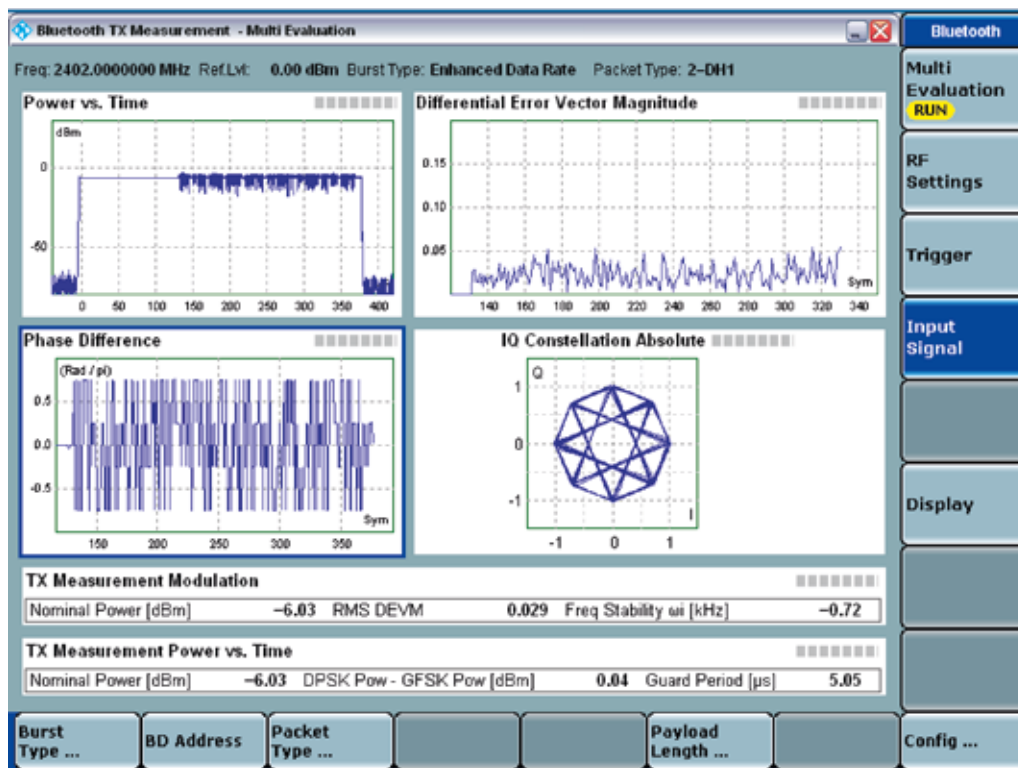 Bluetooth TX Measurement - Multi Evaluation
Freq: 2402.0000000 MHz Ref.Lvl: 0.00 dBm Burst Type: Enhanced Data Rate Packet Type: 2-DH1
Power vs. Time
dBm
0
-60
0 50 100 150 200 250 300 350 400
Differential Error Vector Magnitude
0.15
0.10
0.05
Sym
140 160 180 200 220 240 260 280 300 320 340
Phase Difference
(Rad / pi)
0.5
0.0
-0.5
Sym
150 200 250 300 350
IQ Constellation Absolute
Q
1
0
-1
I
-1 0 1
TX Measurement Modulation
Nominal Power [dBm] -6.03 RMS DEVM 0.029 Freq Stability ωi [kHz] -0.72
TX Measurement Power vs. Time
Nominal Power [dBm] -6.03 DPSK Pow - GFSK Pow [dBm] 0.04 Guard Period [µs] 5.05
Bluetooth
Multi
Evaluation
RUN
RF
Settings
Trigger
Input
Signal
Display
Burst
Type ...
BD Address
Packet
Type ...
Payload
Length ...
Config ...